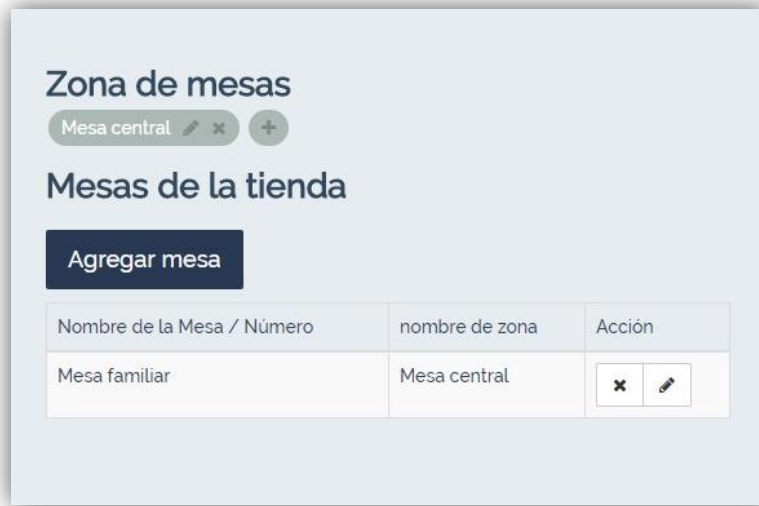 Zona de mesas
Mesa central
Mesas de la tienda
Agregar mesa
Nombre de la Mesa / Número nombre de zona Acción
Mesa familiar Mesa central